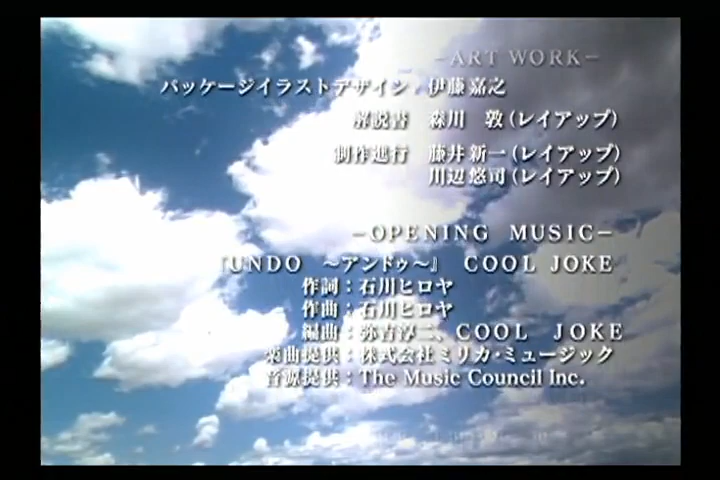 －ART WORK－
パッケージイラストデザイン：伊藤嘉之
解説書　森川　敦（レイアップ）
制作進行　藤井新一（レイアップ）
川辺悠司（レイアップ）
－OPENING　MUSIC－
『UNDO　～アンドゥ～』　COOL JOKE
作詞：石川ヒロヤ
作曲：石川ヒロヤ
編曲：弥吉淳二、COOL　JOKE
楽曲提供：株式会社ミリカ・ミュージック
音源提供：The Music Council Inc.